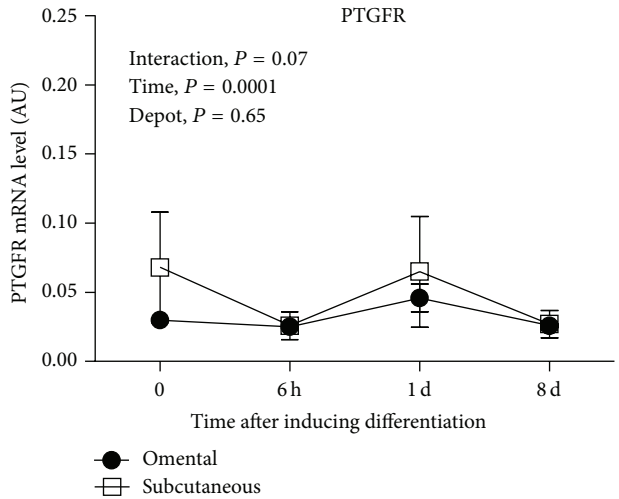 PTGFR
0.25
0.20
0.15
0.10
0.05
0.00
PTGFR mRNA level (AU)
Interaction, P = 0.07
Time, P = 0.0001
Depot, P = 0.65
0 6 h 1 d 8 d
Time after inducing differentiation
Omental
Subcutaneous